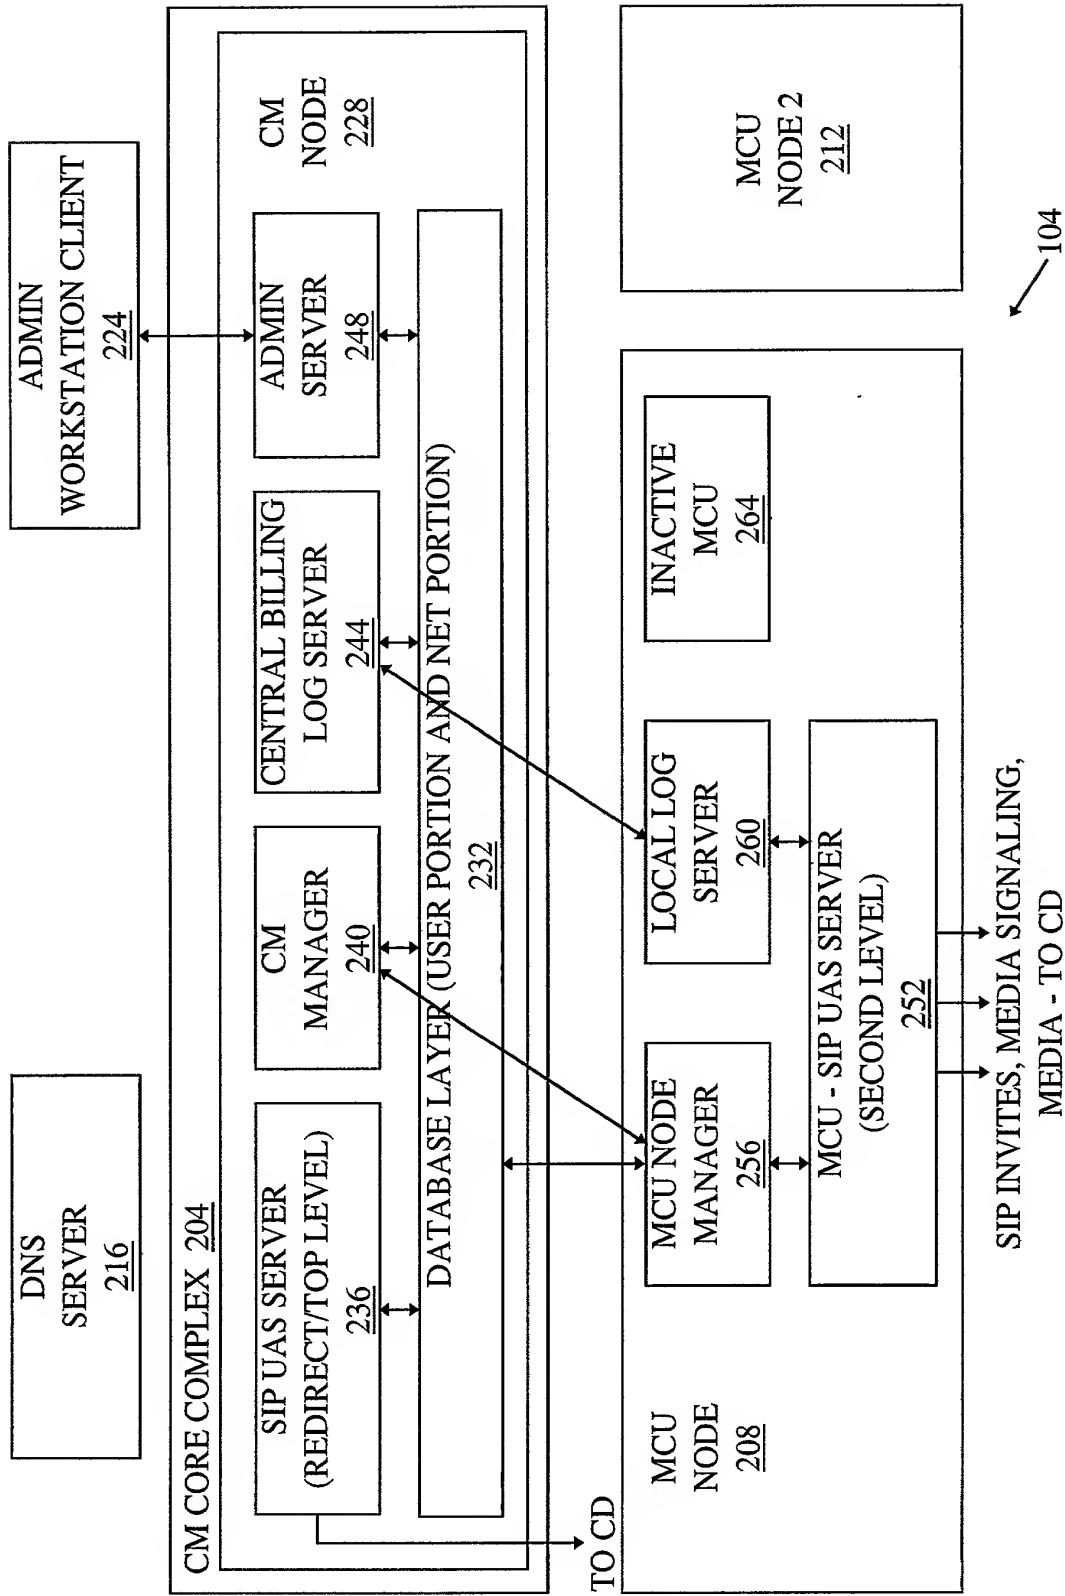 DNS
SERVER
216
ADMIN
WORKSTATION CLIENT
224
CM CORE COMPLEX 204
SIP UAS SERVER
(REDIRECT/TOP LEVEL)
236
CM
MANAGER
240
CENTRAL BILLING
LOG SERVER
244
ADMIN
SERVER
248
CM
NODE
228
DATABASE LAYER (USER PORTION AND NET PORTION)
232
TO CD
MCU
NODE
208
MCU NODE
MANAGER
256
LOCAL LOG
SERVER
260
INACTIVE
MCU
264
MCU - SIP UAS SERVER
(SECOND LEVEL)
252
MCU
NODE 2
212
SIP INVITES, MEDIA SIGNALING,
MEDIA - TO CD
104